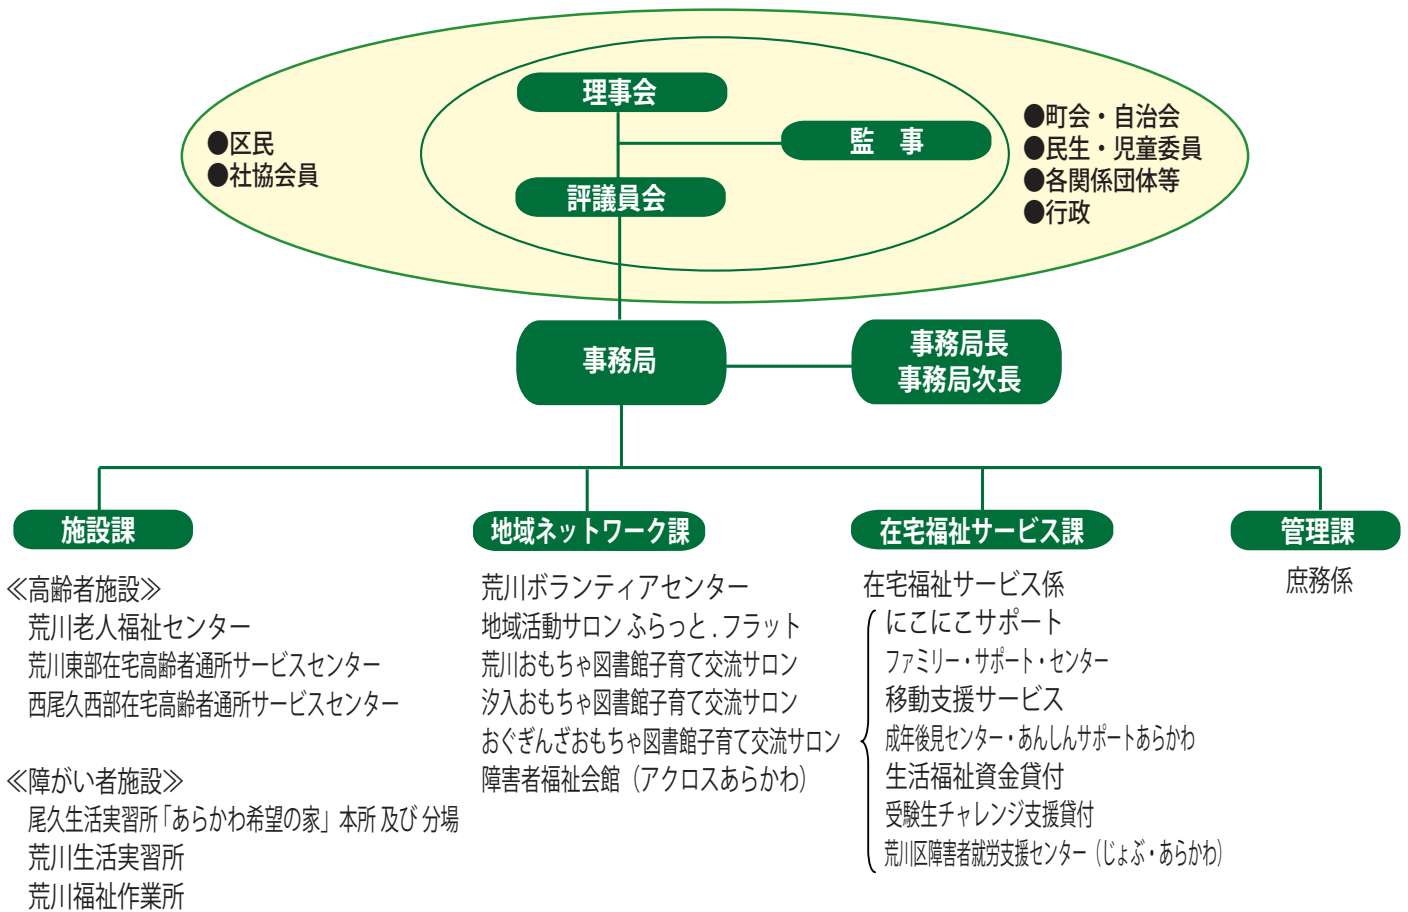 理事会
監　事
評議員会
●区民
●社協会員
●町会・自治会
●民生・児童委員
●各関係団体等
●行政
事務局
事務局長
事務局次長
施設課
≪高齢者施設≫
荒川老人福祉センター
荒川東部在宅高齢者通所サービスセンター
西尾久西部在宅高齢者通所サービスセンター
≪障がい者施設≫
尾久生活実習所「あらかわ希望の家」本所 及び 分場
荒川生活実習所
荒川福祉作業所
地域ネットワーク課
荒川ボランティアセンター
地域活動サロン ふらっと.フラット
荒川おもちゃ図書館子育て交流サロン
汐入おもちゃ図書館子育て交流サロン
おぐぎんざおもちゃ図書館子育て交流サロン
障害者福祉会館（アクロスあらかわ）
在宅福祉サービス課
在宅福祉サービス係
にこにこサポート
ファミリー・サポート・センター
移動支援サービス
成年後見センター・あんしんサポートあらかわ
生活福祉資金貸付
受験生チャレンジ支援貸付
荒川区障害者就労支援センター（じょぶ・あらかわ）
管理課
庶務係